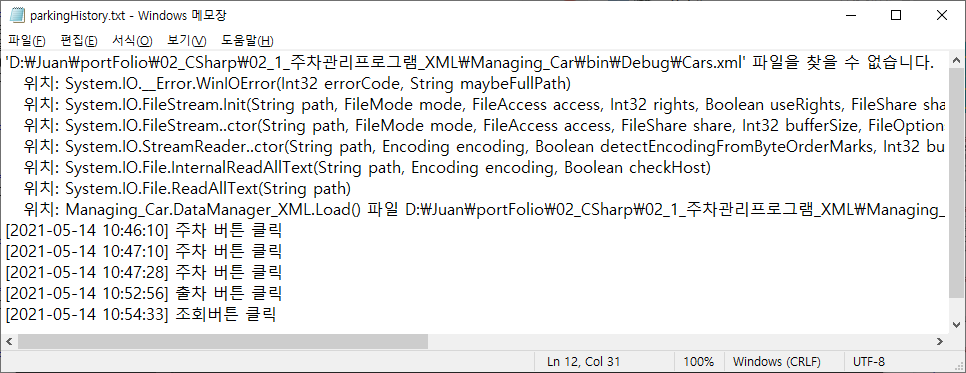 parkingHistory.txt - Windows 메모장
파일(F) 편집(E) 서식(O) 보기(V) 도움말(H)
'D:₩Juan₩portFolio₩02_CSharp₩02_1_주차관리프로그램_XML₩Managing_Car₩bin₩Debug₩Cars.xml' 파일을 찾을 수 없습니다.
위치: System.IO.__Error.WinIOError(Int32 errorCode, String maybeFullPath)
위치: System.IO.FileStream.Init(String path, FileMode mode, FileAccess access, Int32 rights, Boolean useRights, FileShare sha
위치: System.IO.FileStream..ctor(String path, FileMode mode, FileAccess access, FileShare share, Int32 bufferSize, FileOption
위치: System.IO.StreamReader..ctor(String path, Encoding encoding, Boolean detectEncodingFromByteOrderMarks, Int32 bu
위치: System.IO.File.InternalReadAllText(String path, Encoding encoding, Boolean checkHost)
위치: System.IO.File.ReadAllText(String path)
위치: Managing_Car.DataManager_XML.Load() 파일 D:₩Juan₩portFolio₩02_CSharp₩02_1_주차관리프로그램_XML₩Managing_
[2021-05-14 10:46:10] 주차 버튼 클릭
[2021-05-14 10:47:10] 주차 버튼 클릭
[2021-05-14 10:47:28] 주차 버튼 클릭
[2021-05-14 10:52:56] 출차 버튼 클릭
[2021-05-14 10:54:33] 조회버튼 클릭
Ln 12, Col 31 100% Windows (CRLF) UTF-8